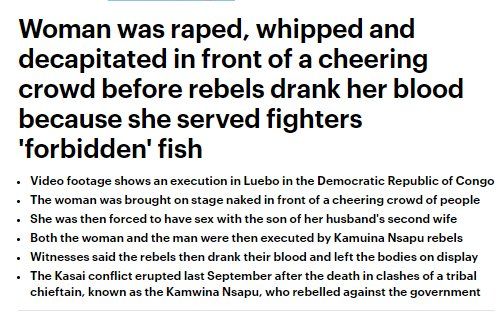 Woman was raped, whipped and
decapitated in front of a cheering
crowd before rebels drank her blood
because she served fighters
'forbidden' fish
• Video footage shows an execution in Luebo in the Democratic Republic of Congo
• The woman was brought on stage naked in front of a cheering crowd of people
• She was then forced to have sex with the son of her husband's second wife
• Both the woman and the man were then executed by Kamuina Nsapu rebels
• Witnesses said the rebels then drank their blood and left the bodies on display
• The Kasai conflict erupted last September after the death in clashes of a tribal
chieftain, known as the Kamwina Nsapu, who rebelled against the government